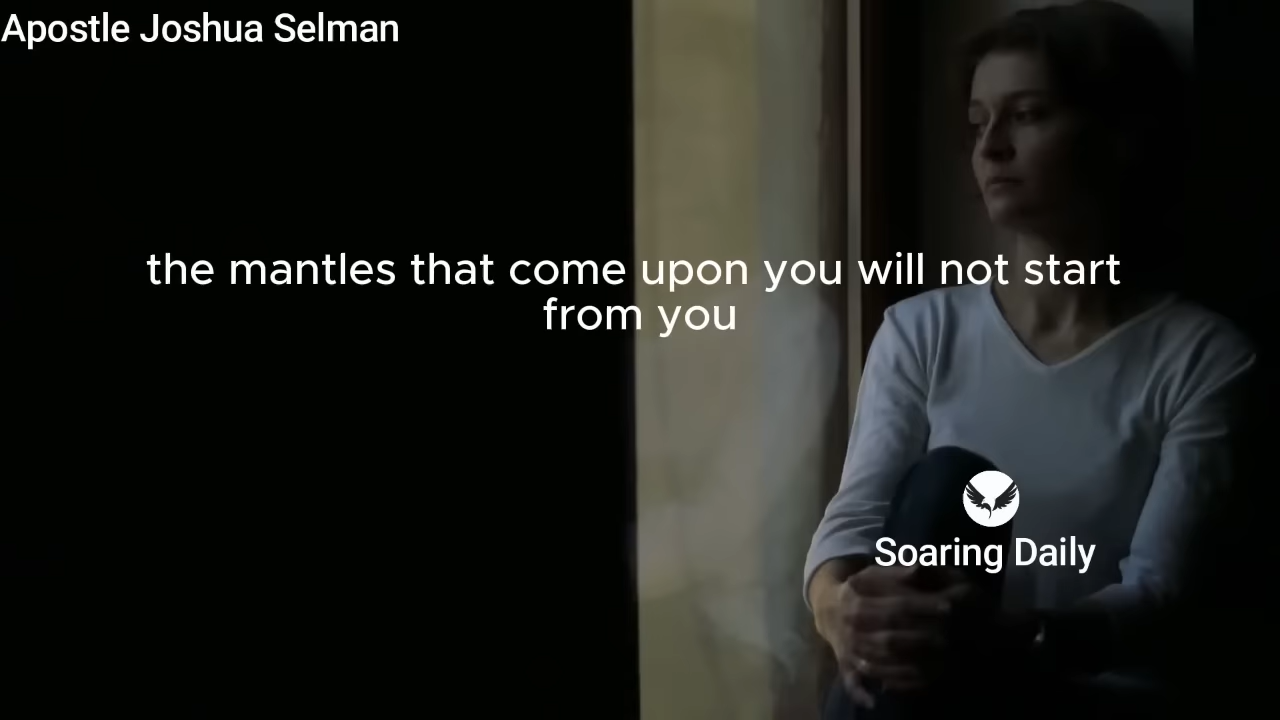 Apostle Joshua Selman
the mantles that come upon you will not start
from you
Soaring Daily